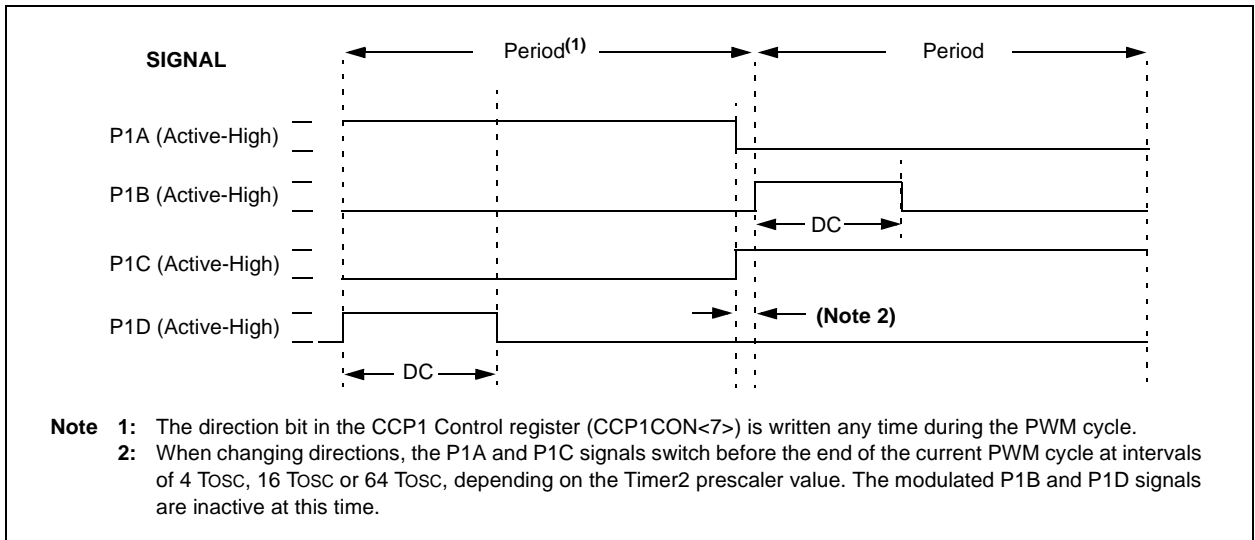 SIGNAL
Period(1)
Period
P1A (Active-High)
P1B (Active-High)
DC
P1C (Active-High)
P1D (Active-High)
(Note 2)
DC
Note 1: The direction bit in the CCP1 Control register (CCP1CON<7>) is written any time during the PWM cycle.
2: When changing directions, the P1A and P1C signals switch before the end of the current PWM cycle at intervals
of 4 TOSC, 16 TOSC or 64 TOSC, depending on the Timer2 prescaler value. The modulated P1B and P1D signals
are inactive at this time.